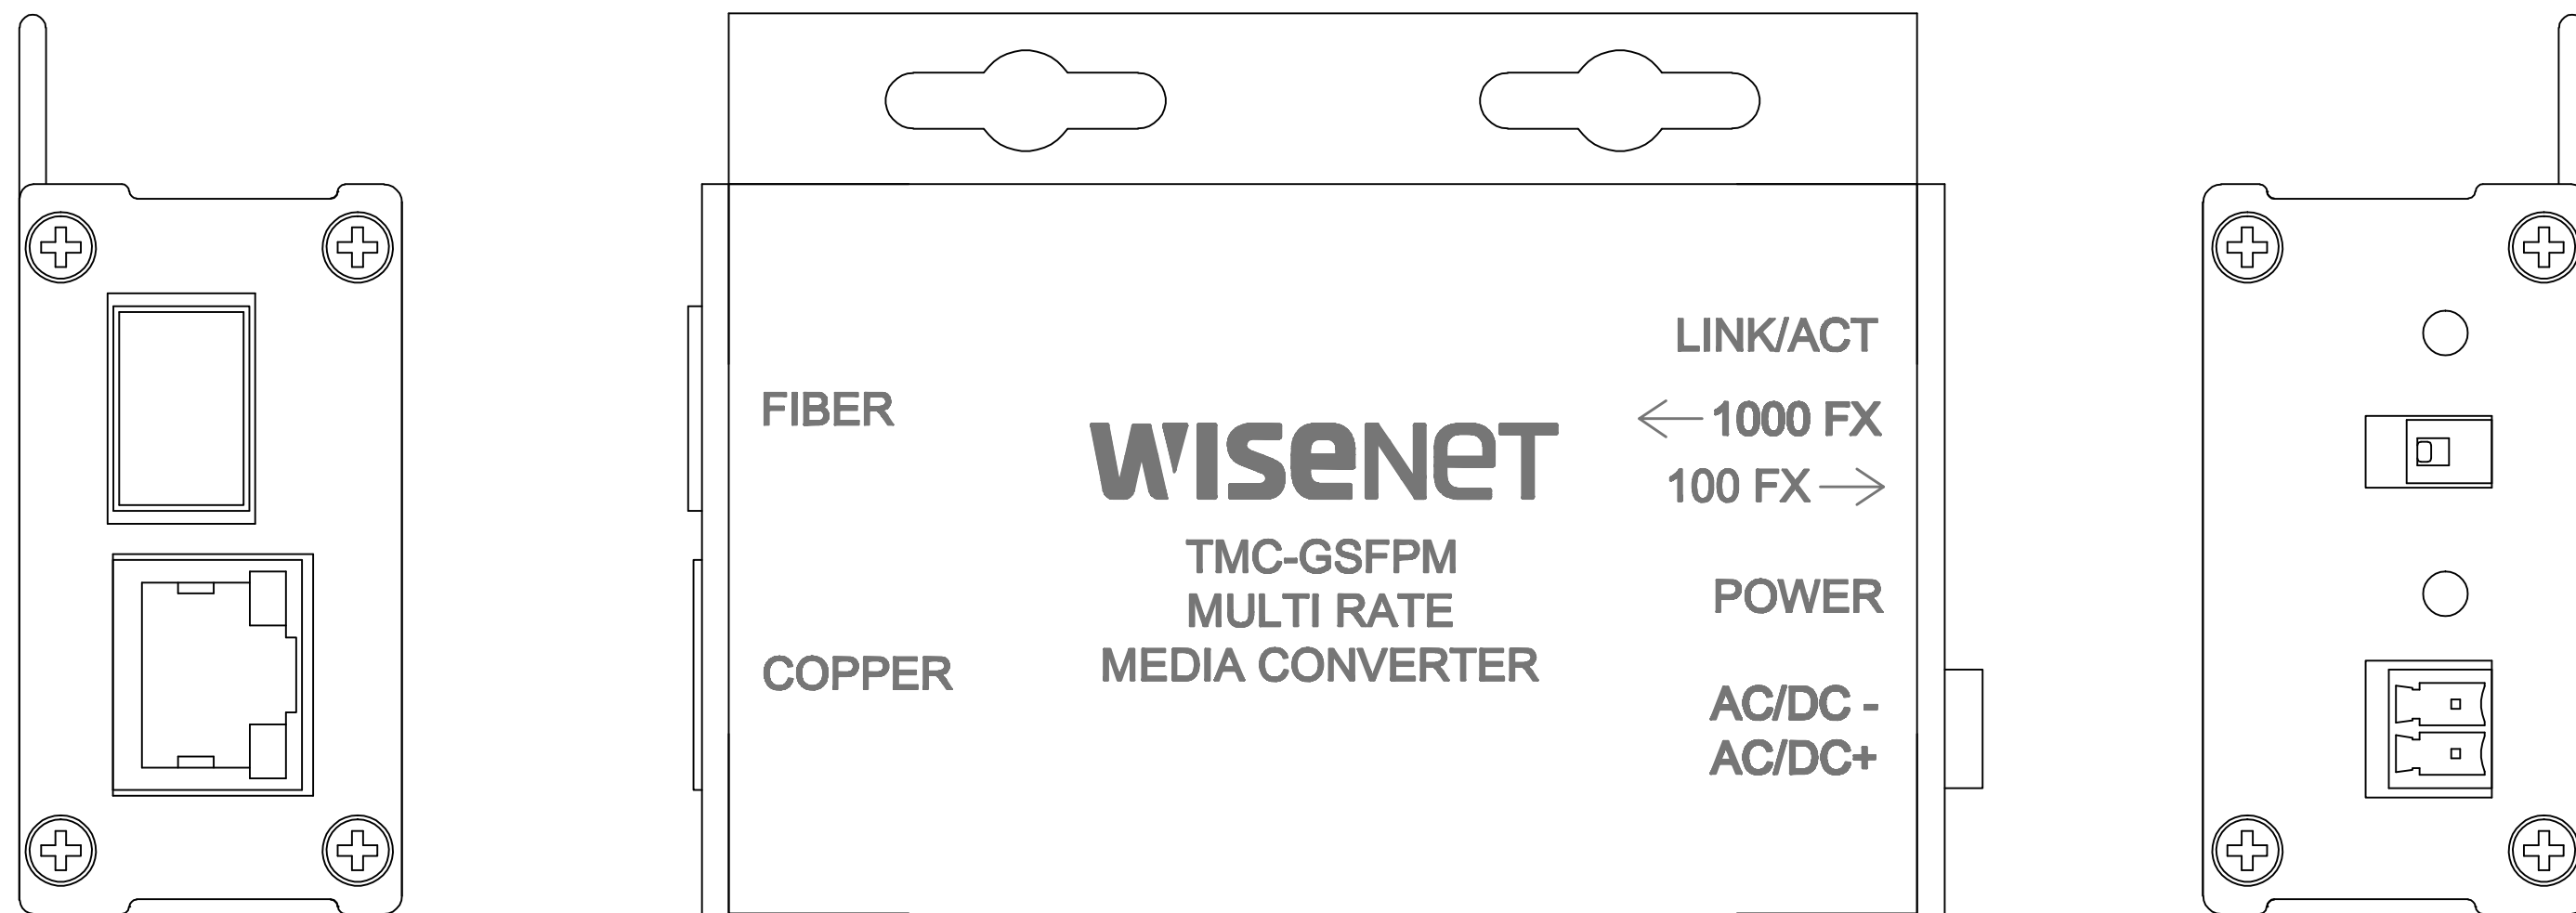 LINK/ACT
FIBER
← 1000 FX
WISENET
100 FX →
TMC-GSFPM
MULTI RATE
MEDIA CONVERTER
POWER
COPPER
AC/DC -
AC/DC+